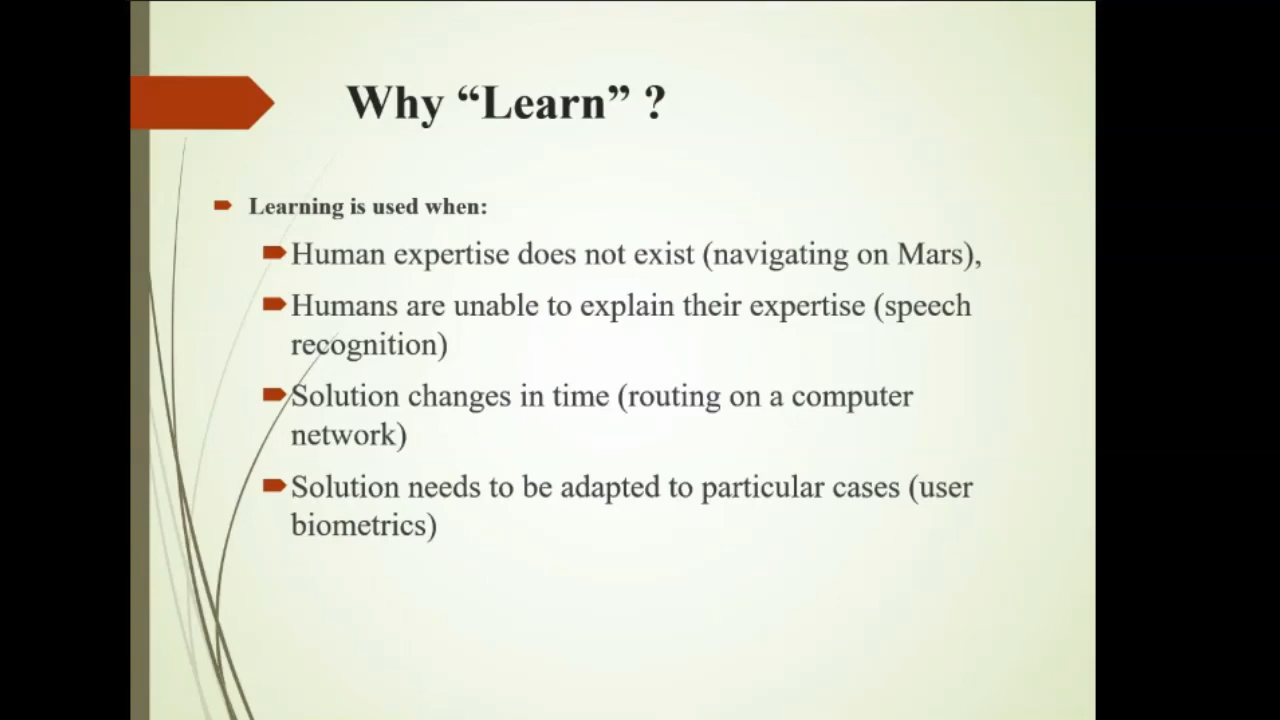 Why “Learn” ?
Learning is used when:
Human expertise does not exist (navigating on Mars),
Humans are unable to explain their expertise (speech
recognition)
Solution changes in time (routing on a computer
network)
Solution needs to be adapted to particular cases (user
biometrics)